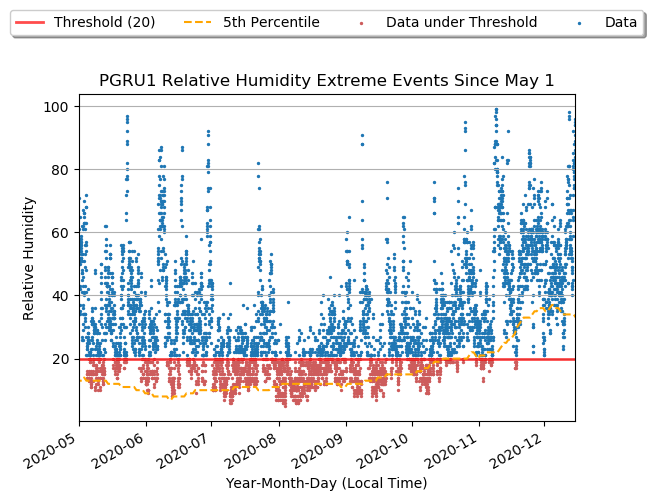 Threshold (20) 5th Percentile Data under Threshold Data
PGRU1 Relative Humidity Extreme Events Since May 1
100
80
60
40
20
Relative Humidity
2020-05 2020-06 2020-07 2020-08 2020-09 2020-10 2020-11 2020-12
Year-Month-Day (Local Time)